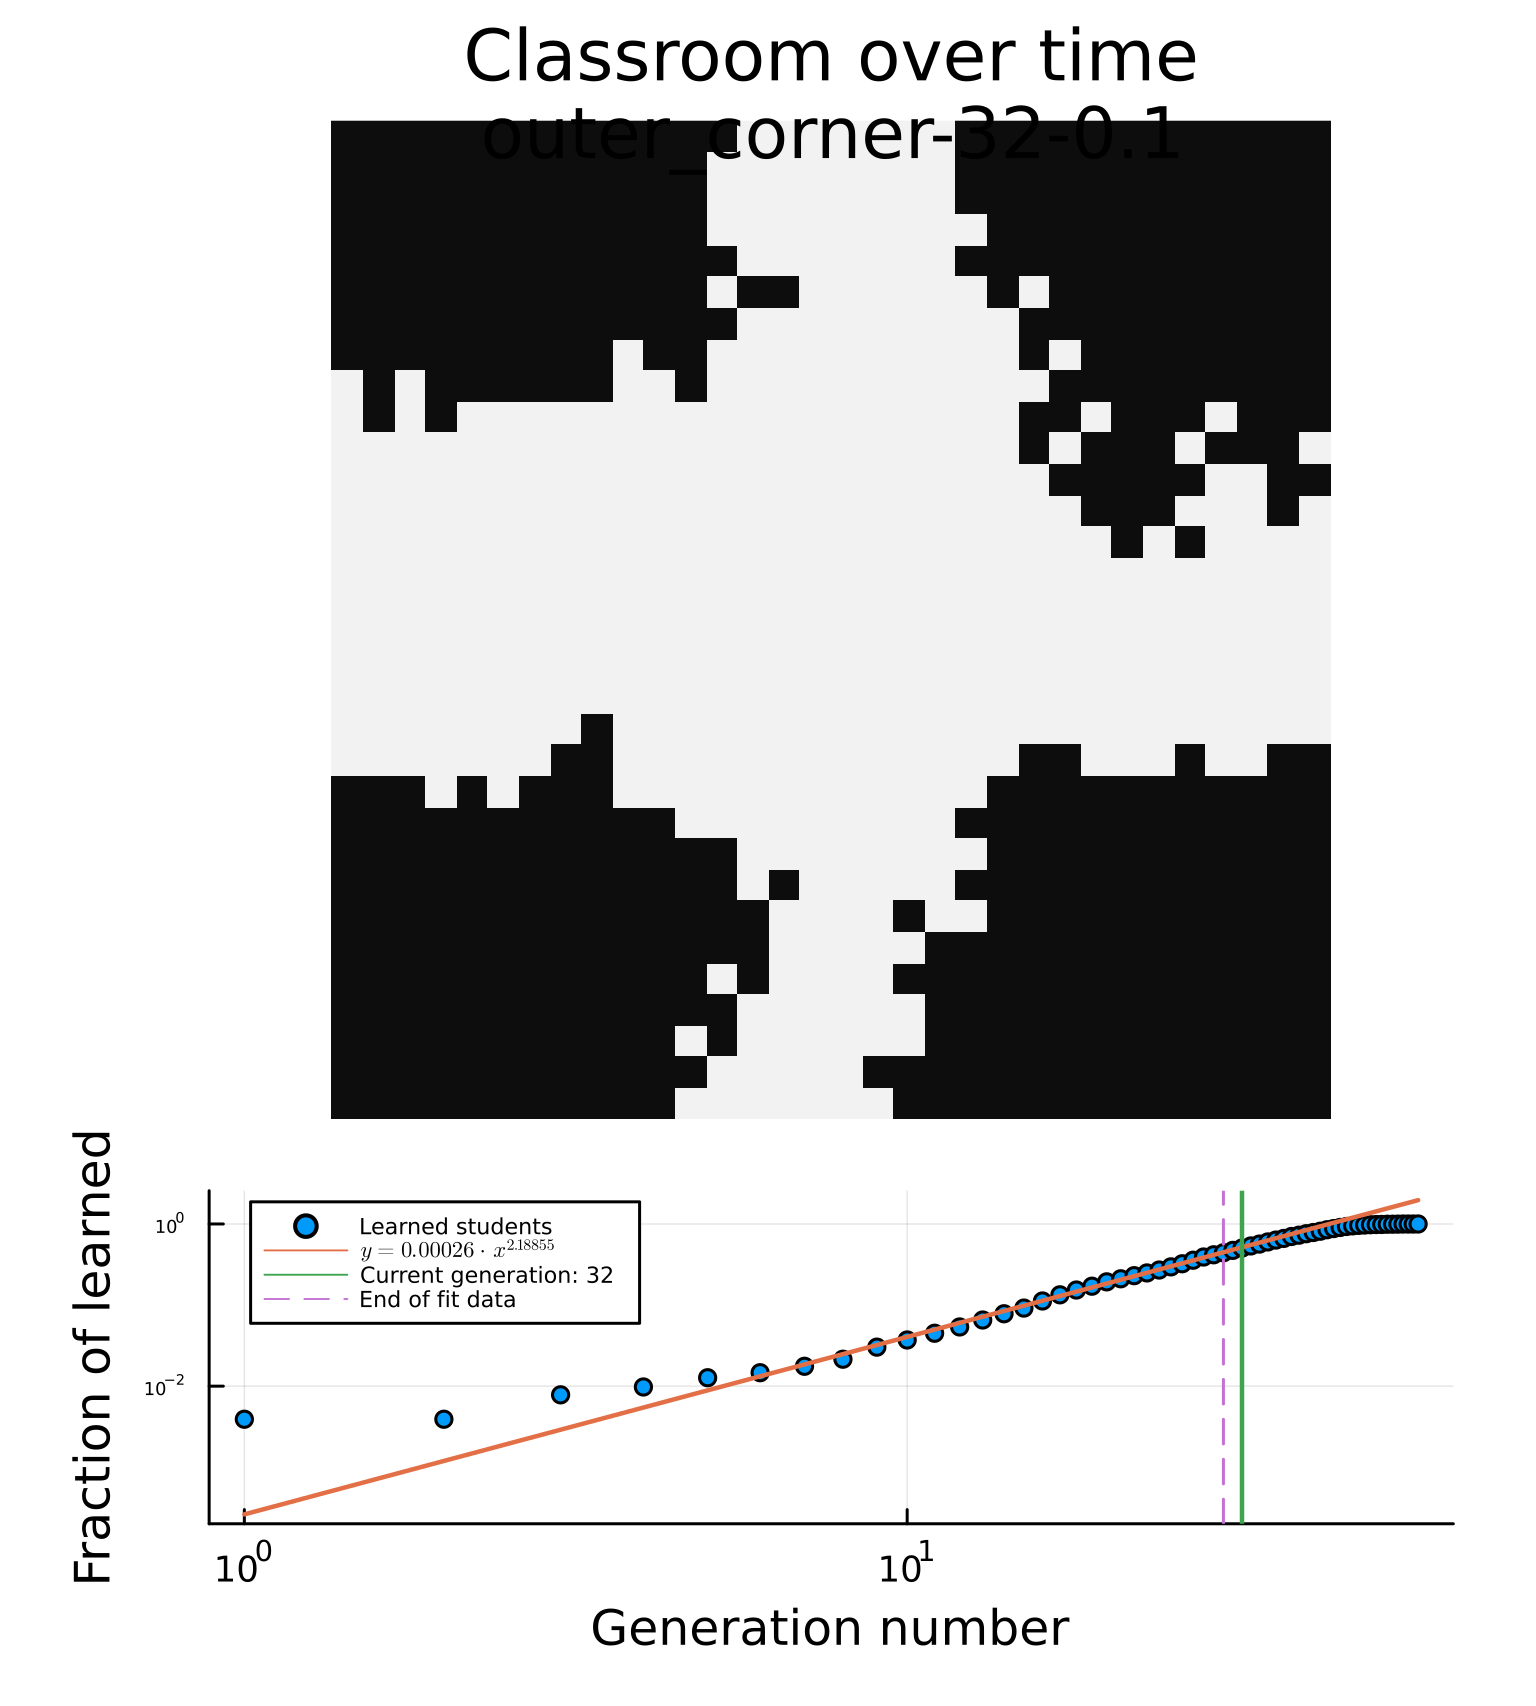 Classroom over time
outer_corner-32-0.1
Fraction of learned
10^0
10^-2
Learned students
y = 0.00026 · x^2.18855
Current generation: 32
End of fit data
10^0
10^1
Generation number